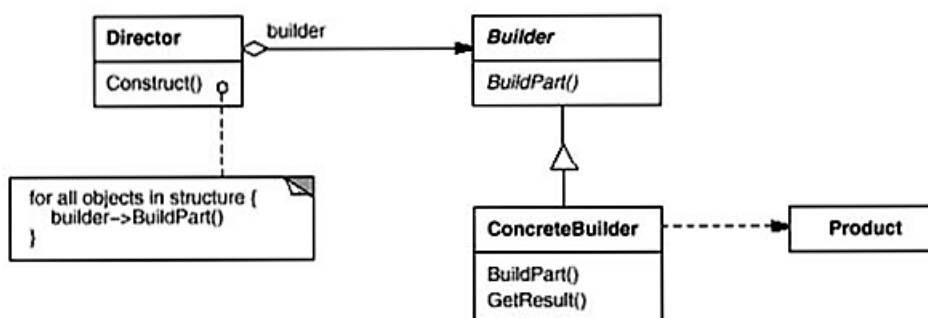 Director
Construct()
builder
Builder
BuildPart()
for all objects in structure {
builder->BuildPart()
}
ConcreteBuilder
BuildPart()
GetResult()
Product